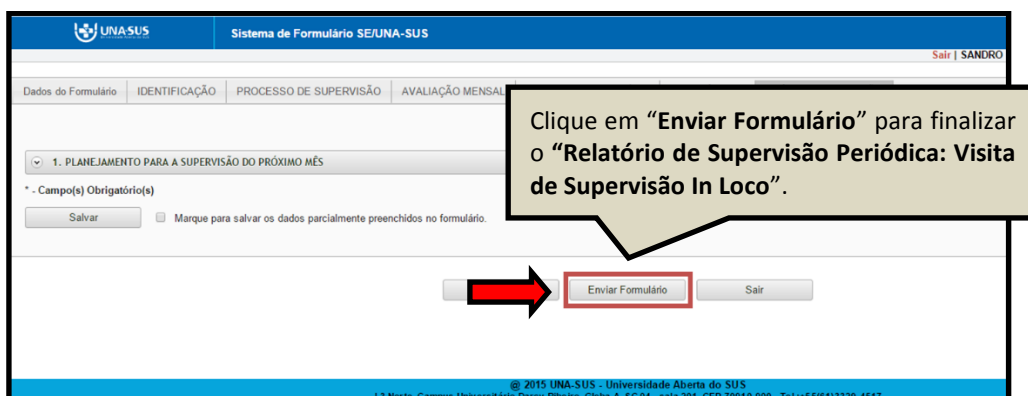 UNASUS
Sistema de Formulário SE/UNA-SUS
Sair | SANDRO
Dados do Formulário IDENTIFICAÇÃO PROCESSO DE SUPERVISÃO AVALIAÇÃO MENSAL
Clique em “Enviar Formulário” para finalizar
o “Relatório de Supervisão Periódica: Visita
de Supervisão In Loco”.
1. PLANEJAMENTO PARA A SUPERVISÃO DO PRÓXIMO MÊS
* - Campo(s) Obrigatório(s)
Salvar Marque para salvar os dados parcialmente preenchidos no formulário.
Enviar Formulário Sair
@ 2015 UNA-SUS - Universidade Aberta do SUS